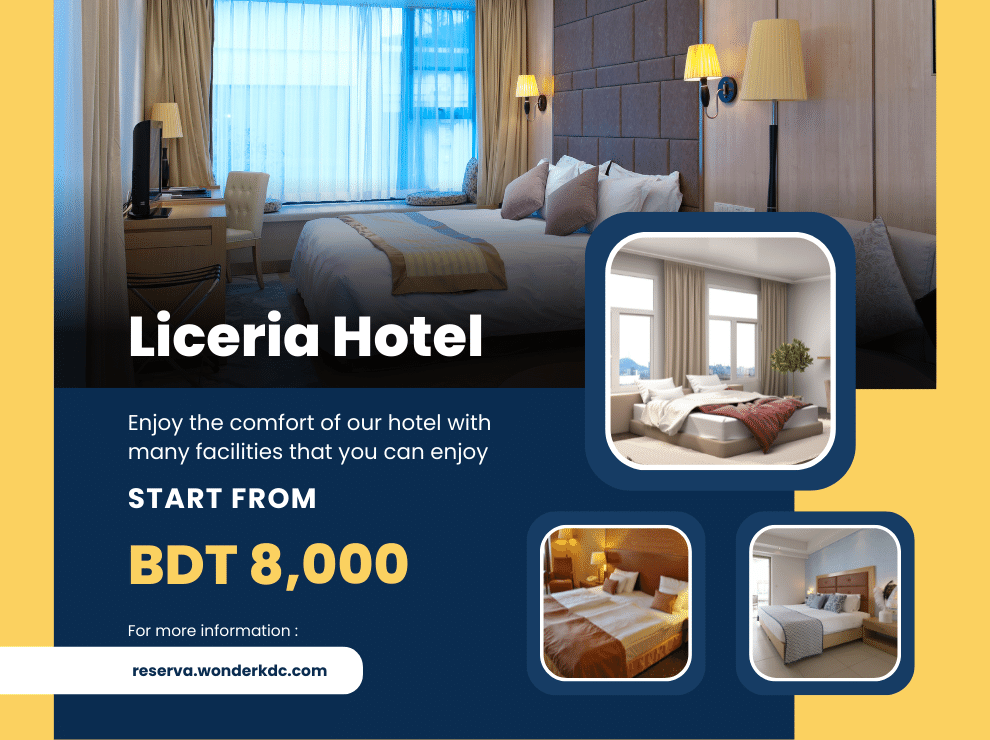 Liceria Hotel
Enjoy the comfort of our hotel with
many facilities that you can enjoy
START FROM
BDT 8,000
For more information :
reserva.wonderkdc.com